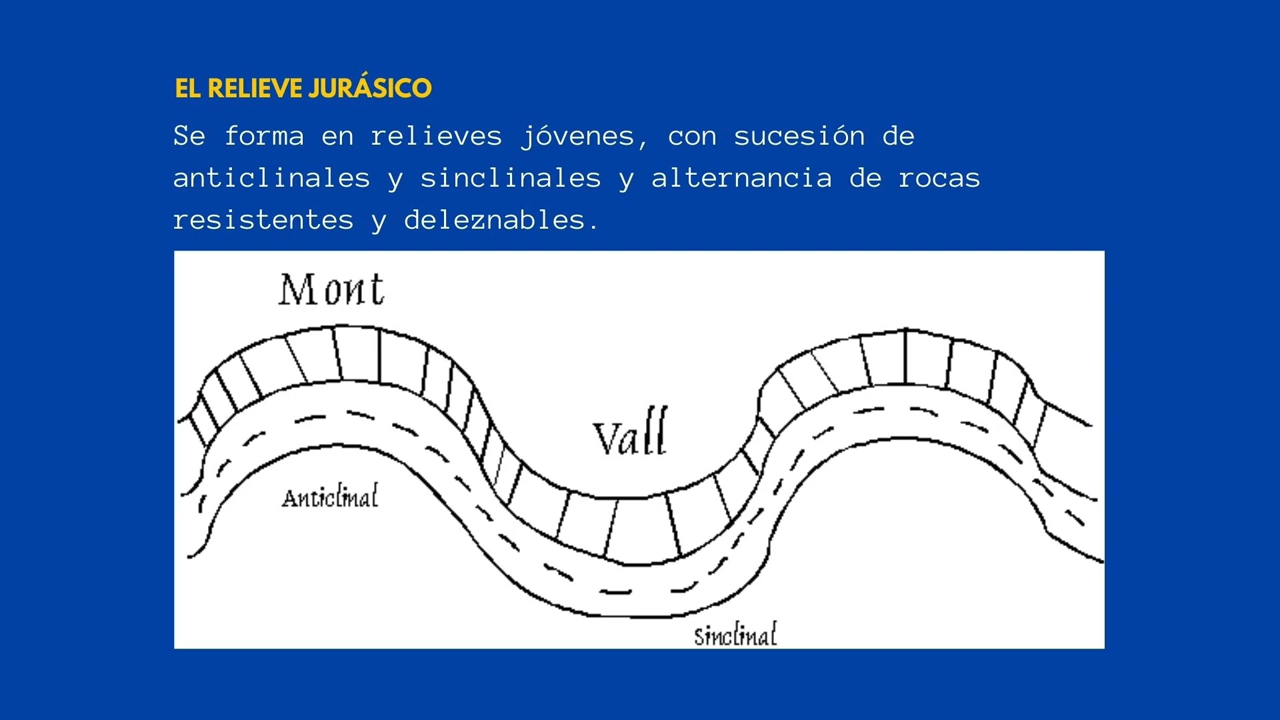 EL RELIEVE JURÁSICO
Se forma en relieves jóvenes, con sucesión de
anticlinales y sinclinales y alternancia de rocas
resistentes y deleznables.
Mont
Vall
Anticlinal
Sinclinal